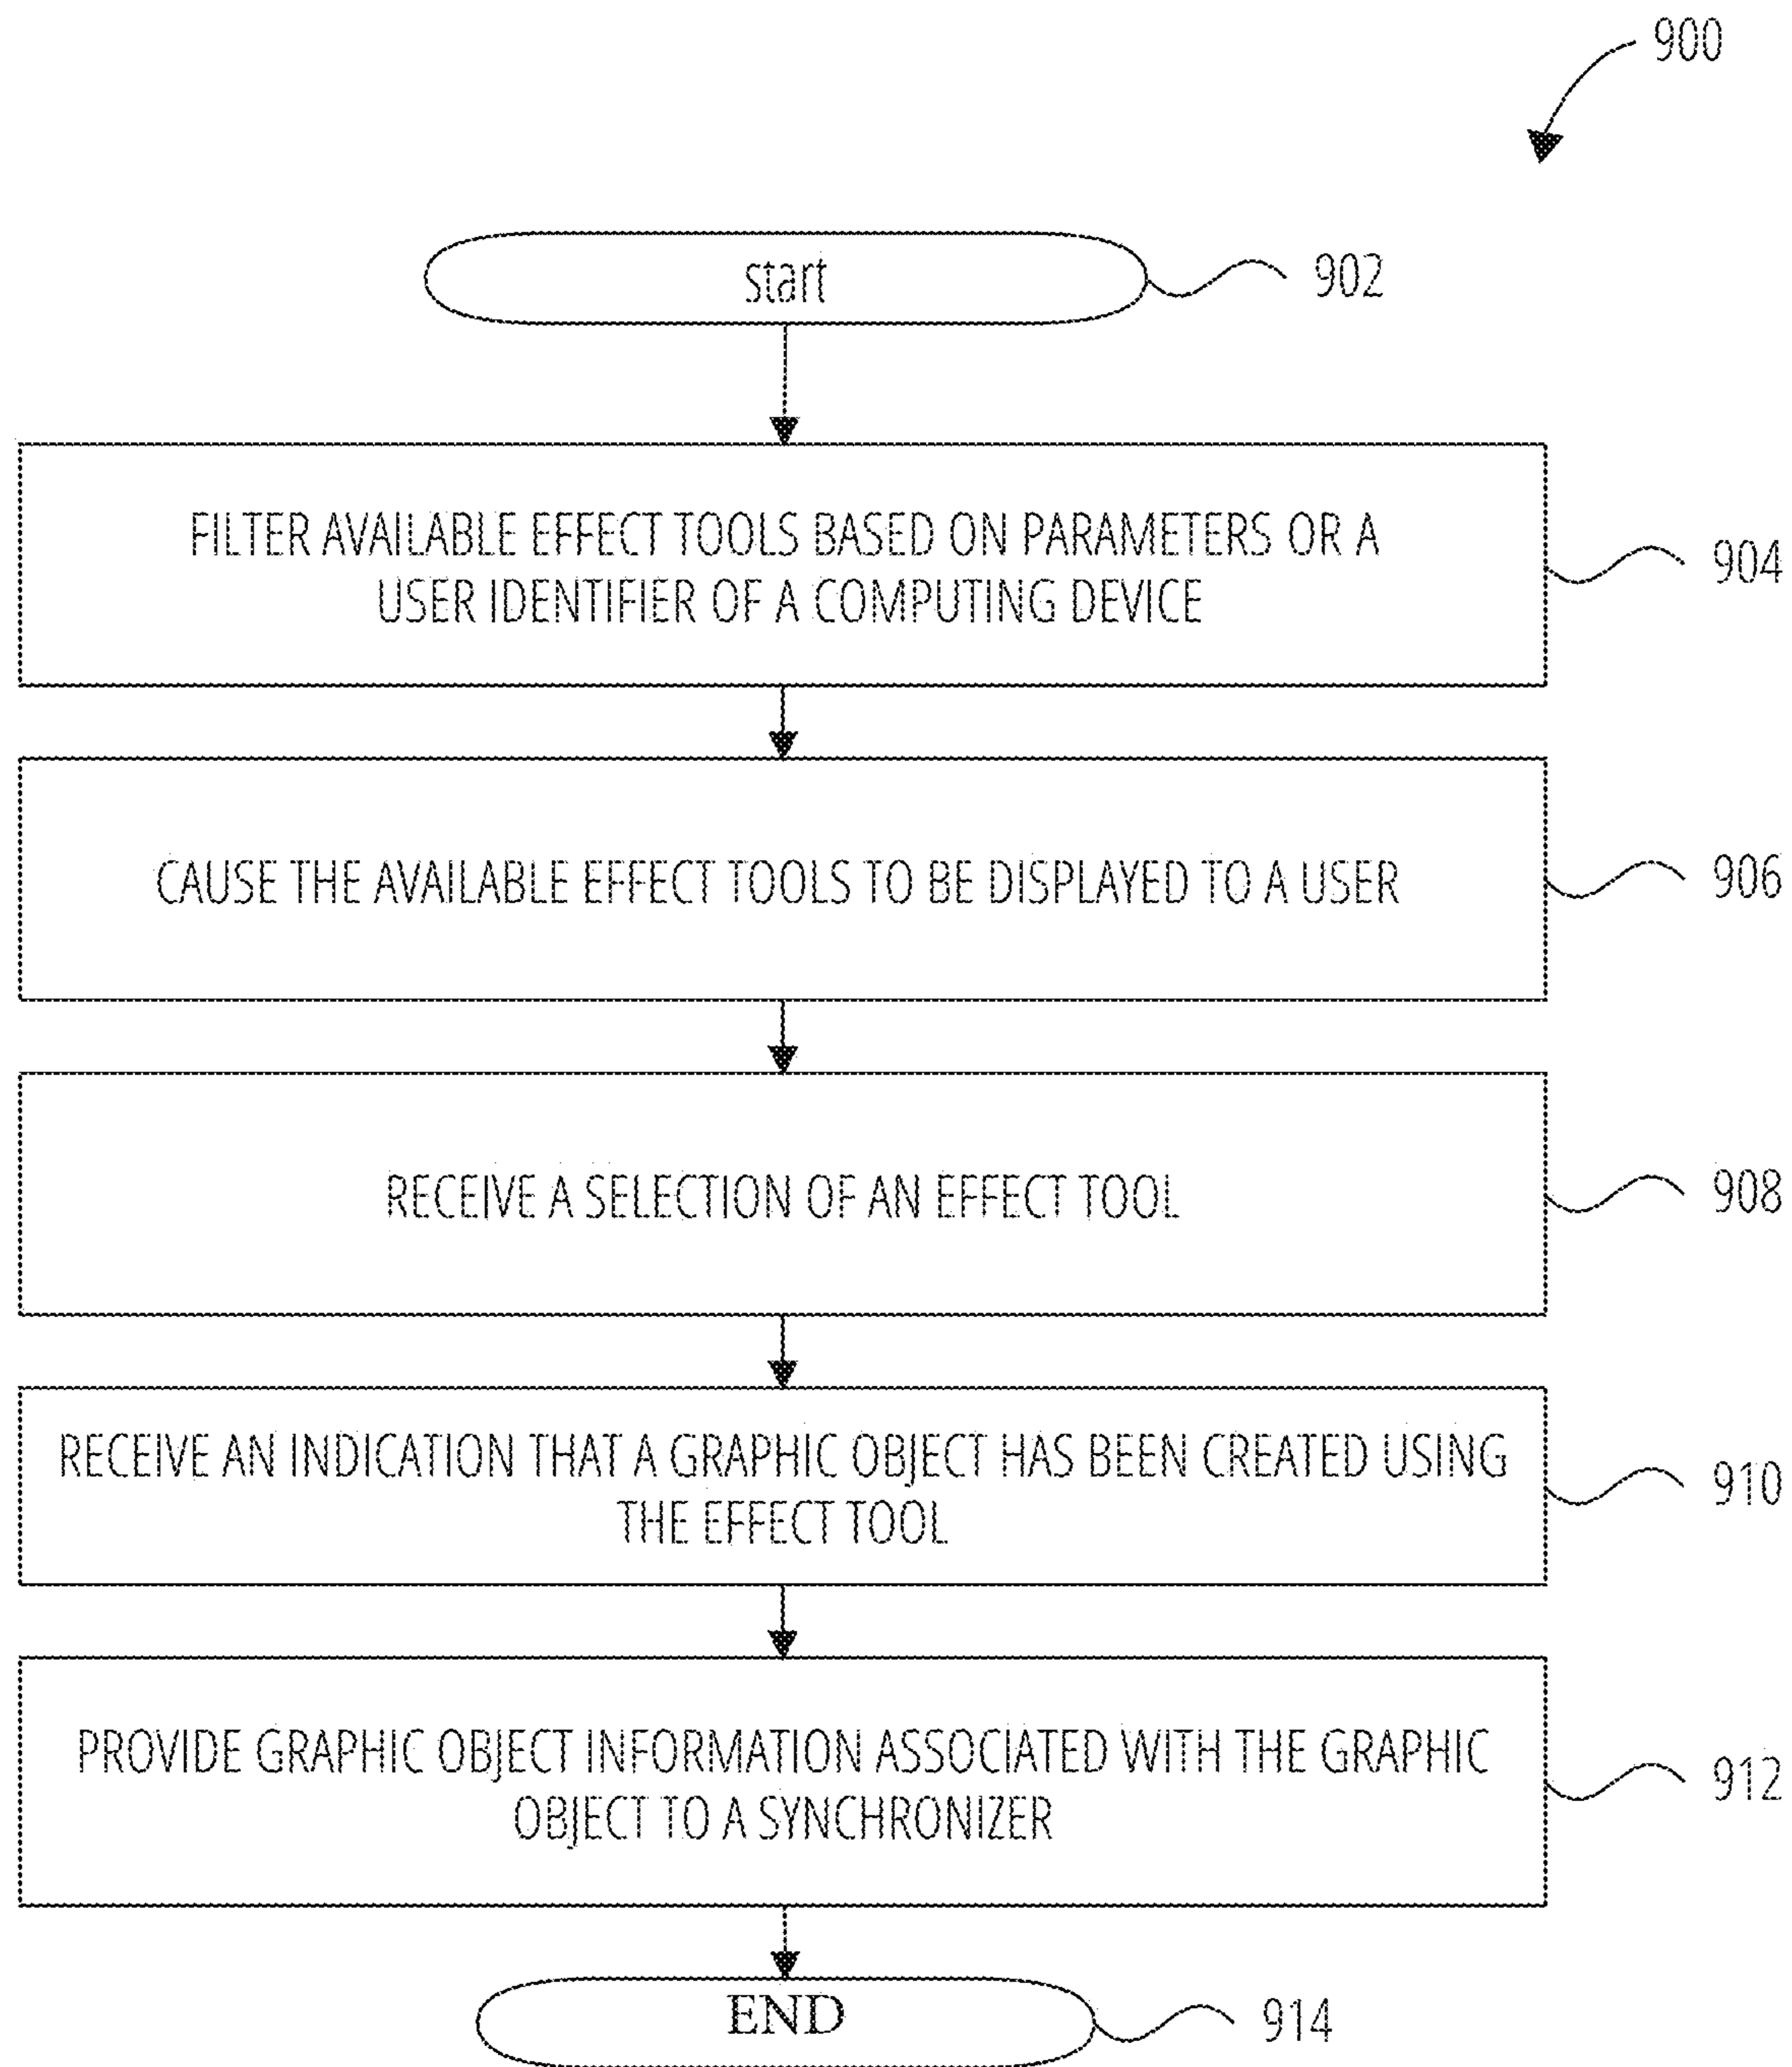 900
start
902
FILTER AVAILABLE EFFECT TOOLS BASED ON PARAMETERS OR A
USER IDENTIFIER OF A COMPUTING DEVICE
904
CAUSE THE AVAILABLE EFFECT TOOLS TO BE DISPLAYED TO A USER
906
RECEIVE A SELECTION OF AN EFFECT TOOL
908
RECEIVE AN INDICATION THAT A GRAPHIC OBJECT HAS BEEN CREATED USING
THE EFFECT TOOL
910
PROVIDE GRAPHIC OBJECT INFORMATION ASSOCIATED WITH THE GRAPHIC
OBJECT TO A SYNCHRONIZER
912
END
914